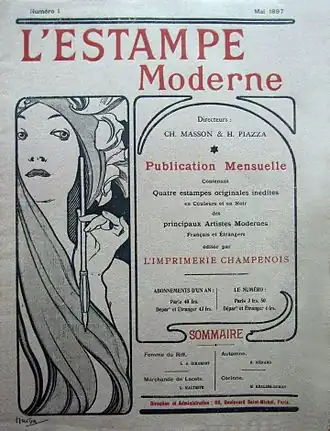 Numéro 1 Mai 1897
L'ESTAMPE
Moderne
Directeurs:
CH. MASSON & H. PIAZZA
Publication Mensuelle
Contenant
Quatre estampes originales inédites
en Couleurs et en Noir
des
principaux Artistes Modernes
Français et Étrangers
éditée par
L'IMPRIMERIE CHAMPENOIS
ABONNEMENTS D'UN AN: LE NUMÉRO:
Paris 40 frs. Paris 3 frs. 50
Départ' et Étranger 43 frs. Départ' et Étranger 4 frs.
SOMMAIRE
Femme du Riff. Automne.
L. A. GIRARDOT
Marchande de Lacets. Corinne.
Direction et Administration: Boulevard Saint-Michel, Paris.
Mucha